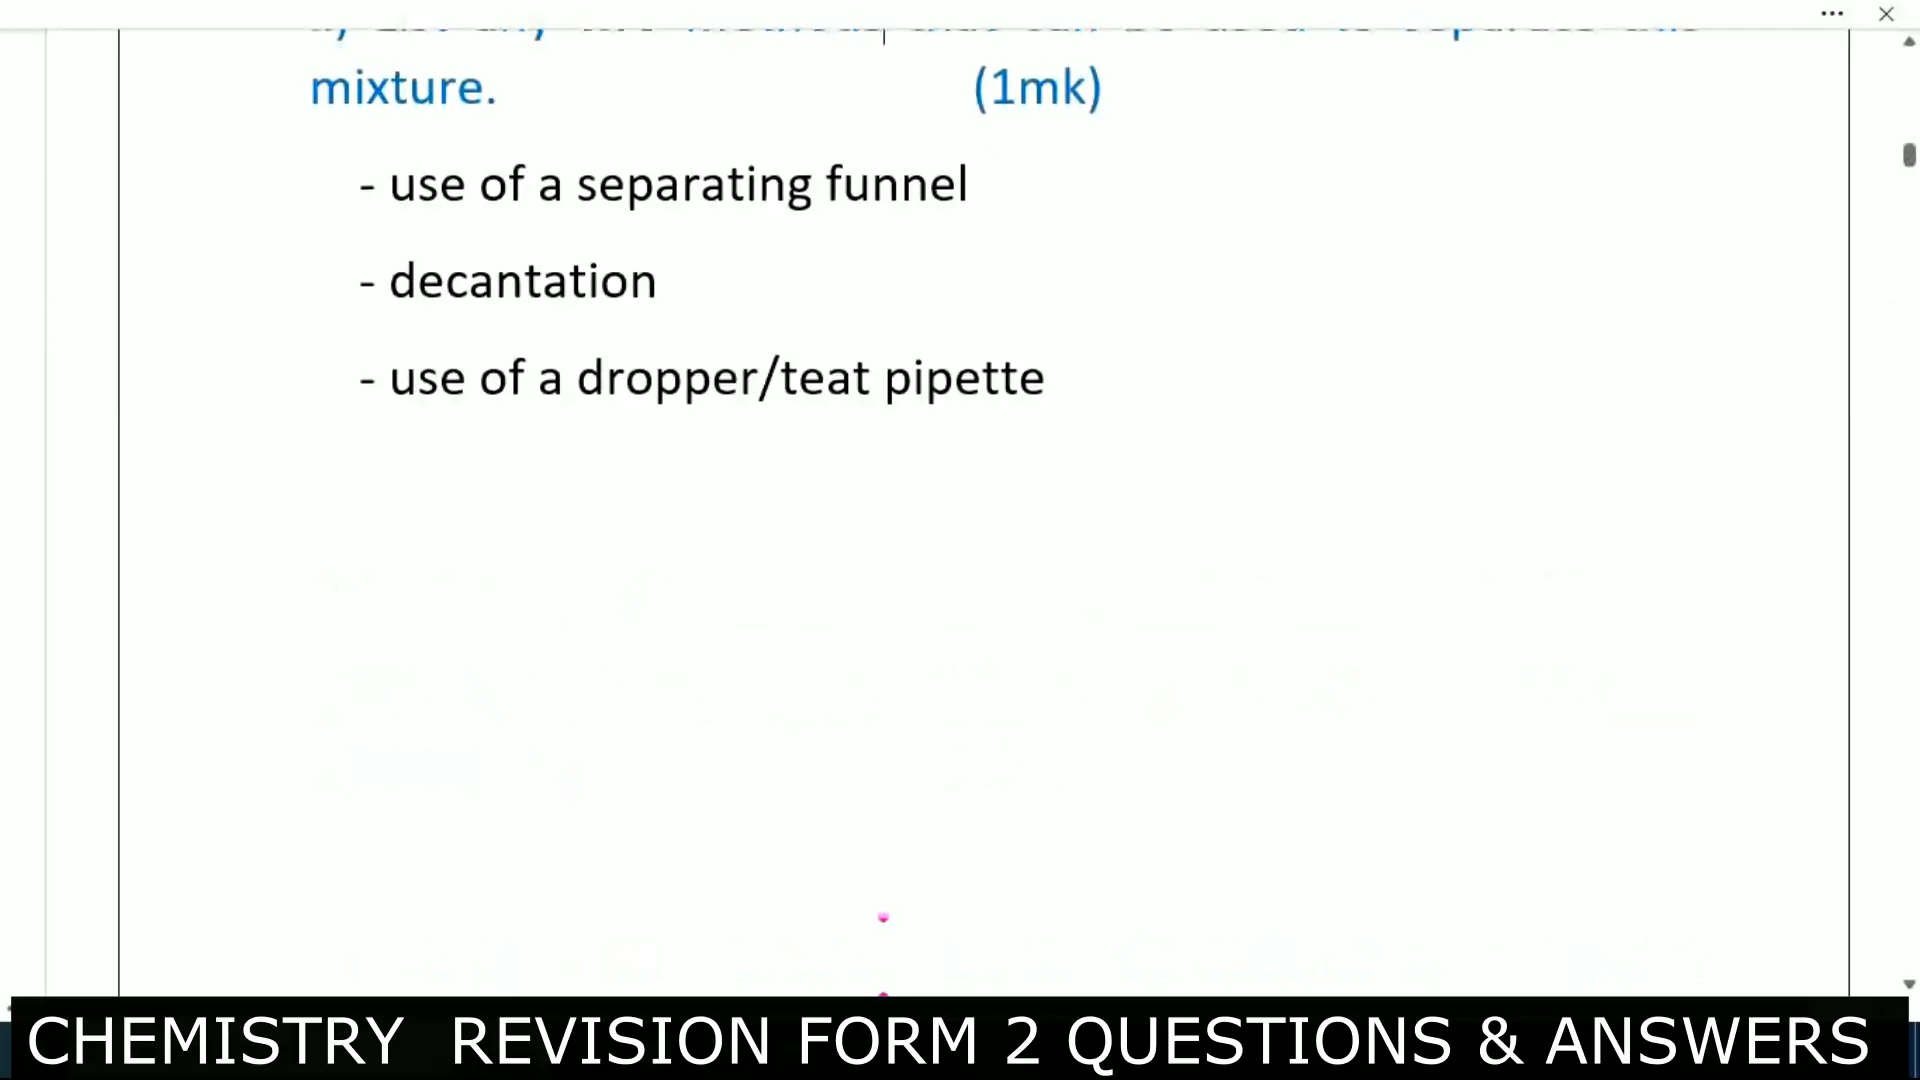 mixture. (1mk)
- use of a separating funnel
- decantation
- use of a dropper/teat pipette
CHEMISTRY REVISION FORM 2 QUESTIONS & ANSWERS